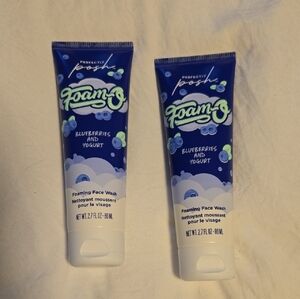 PERFECTLY
posh
Foam-O
BLUEBERRIES
AND
YOGURT
Foaming Face Wash
Nettoyant moussant
pour le visage
NET WT. 2.7 FL OZ - 80 ML
PERFECTLY
posh
Foam-O
BLUEBERRIES
AND
YOGURT
Foaming Face Wash
Nettoyant moussant
pour le visage
NET WT. 2.7 FL OZ - 80 ML